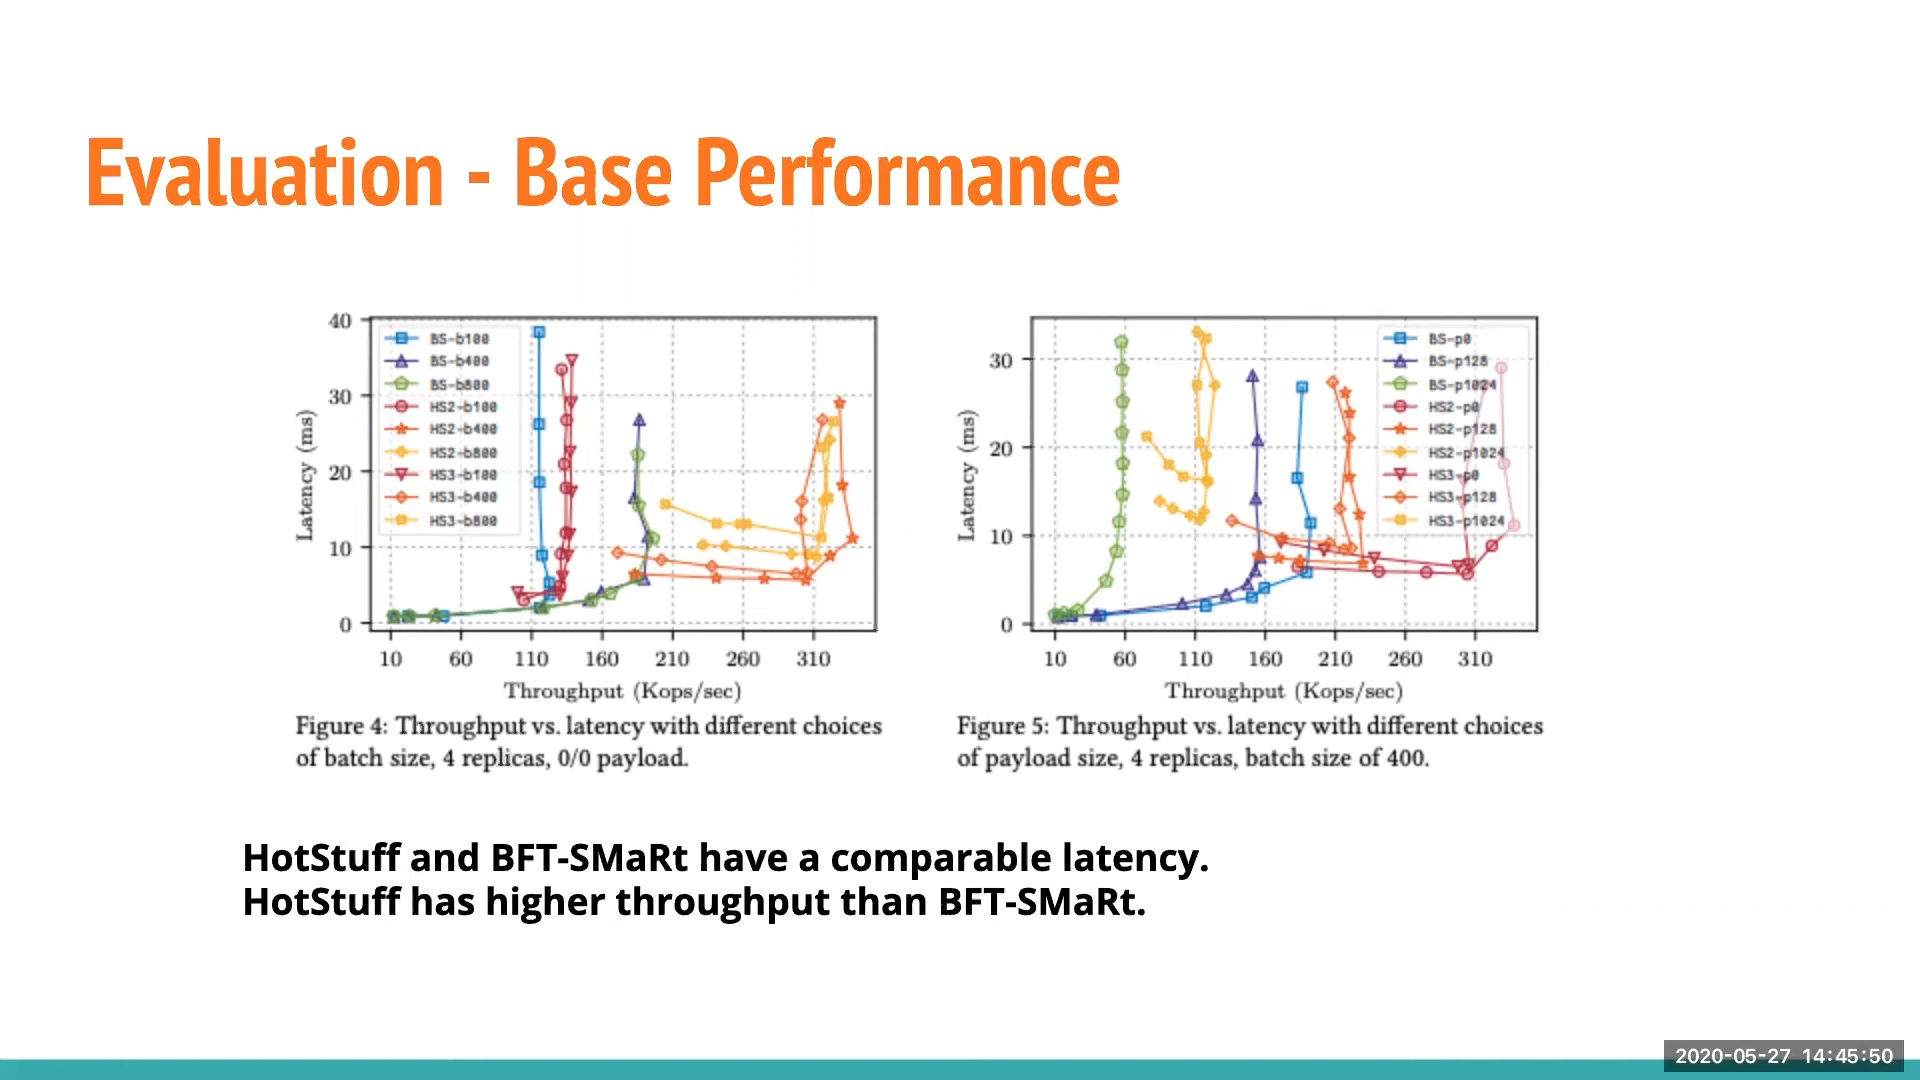 Evaluation - Base Performance
40
30
20
10
0
Latency (ms)
BS-b100
BS-b400
BS-b800
HS2-b100
HS2-b400
HS2-b800
HS3-b100
HS3-b400
HS3-b800
10 60 110 160 210 260 310
Throughput (Kops/sec)
Figure 4: Throughput vs. latency with different choices
of batch size, 4 replicas, 0/0 payload.
30
20
10
0
Latency (ms)
BS-p0
BS-p128
BS-p1024
HS2-p0
HS2-p128
HS2-p1024
HS3-p0
HS3-p128
HS3-p1024
10 60 110 160 210 260 310
Throughput (Kops/sec)
Figure 5: Throughput vs. latency with different choices
of payload size, 4 replicas, batch size of 400.
HotStuff and BFT-SMaRt have a comparable latency.
HotStuff has higher throughput than BFT-SMaRt.
2020-05-27 14:45:50